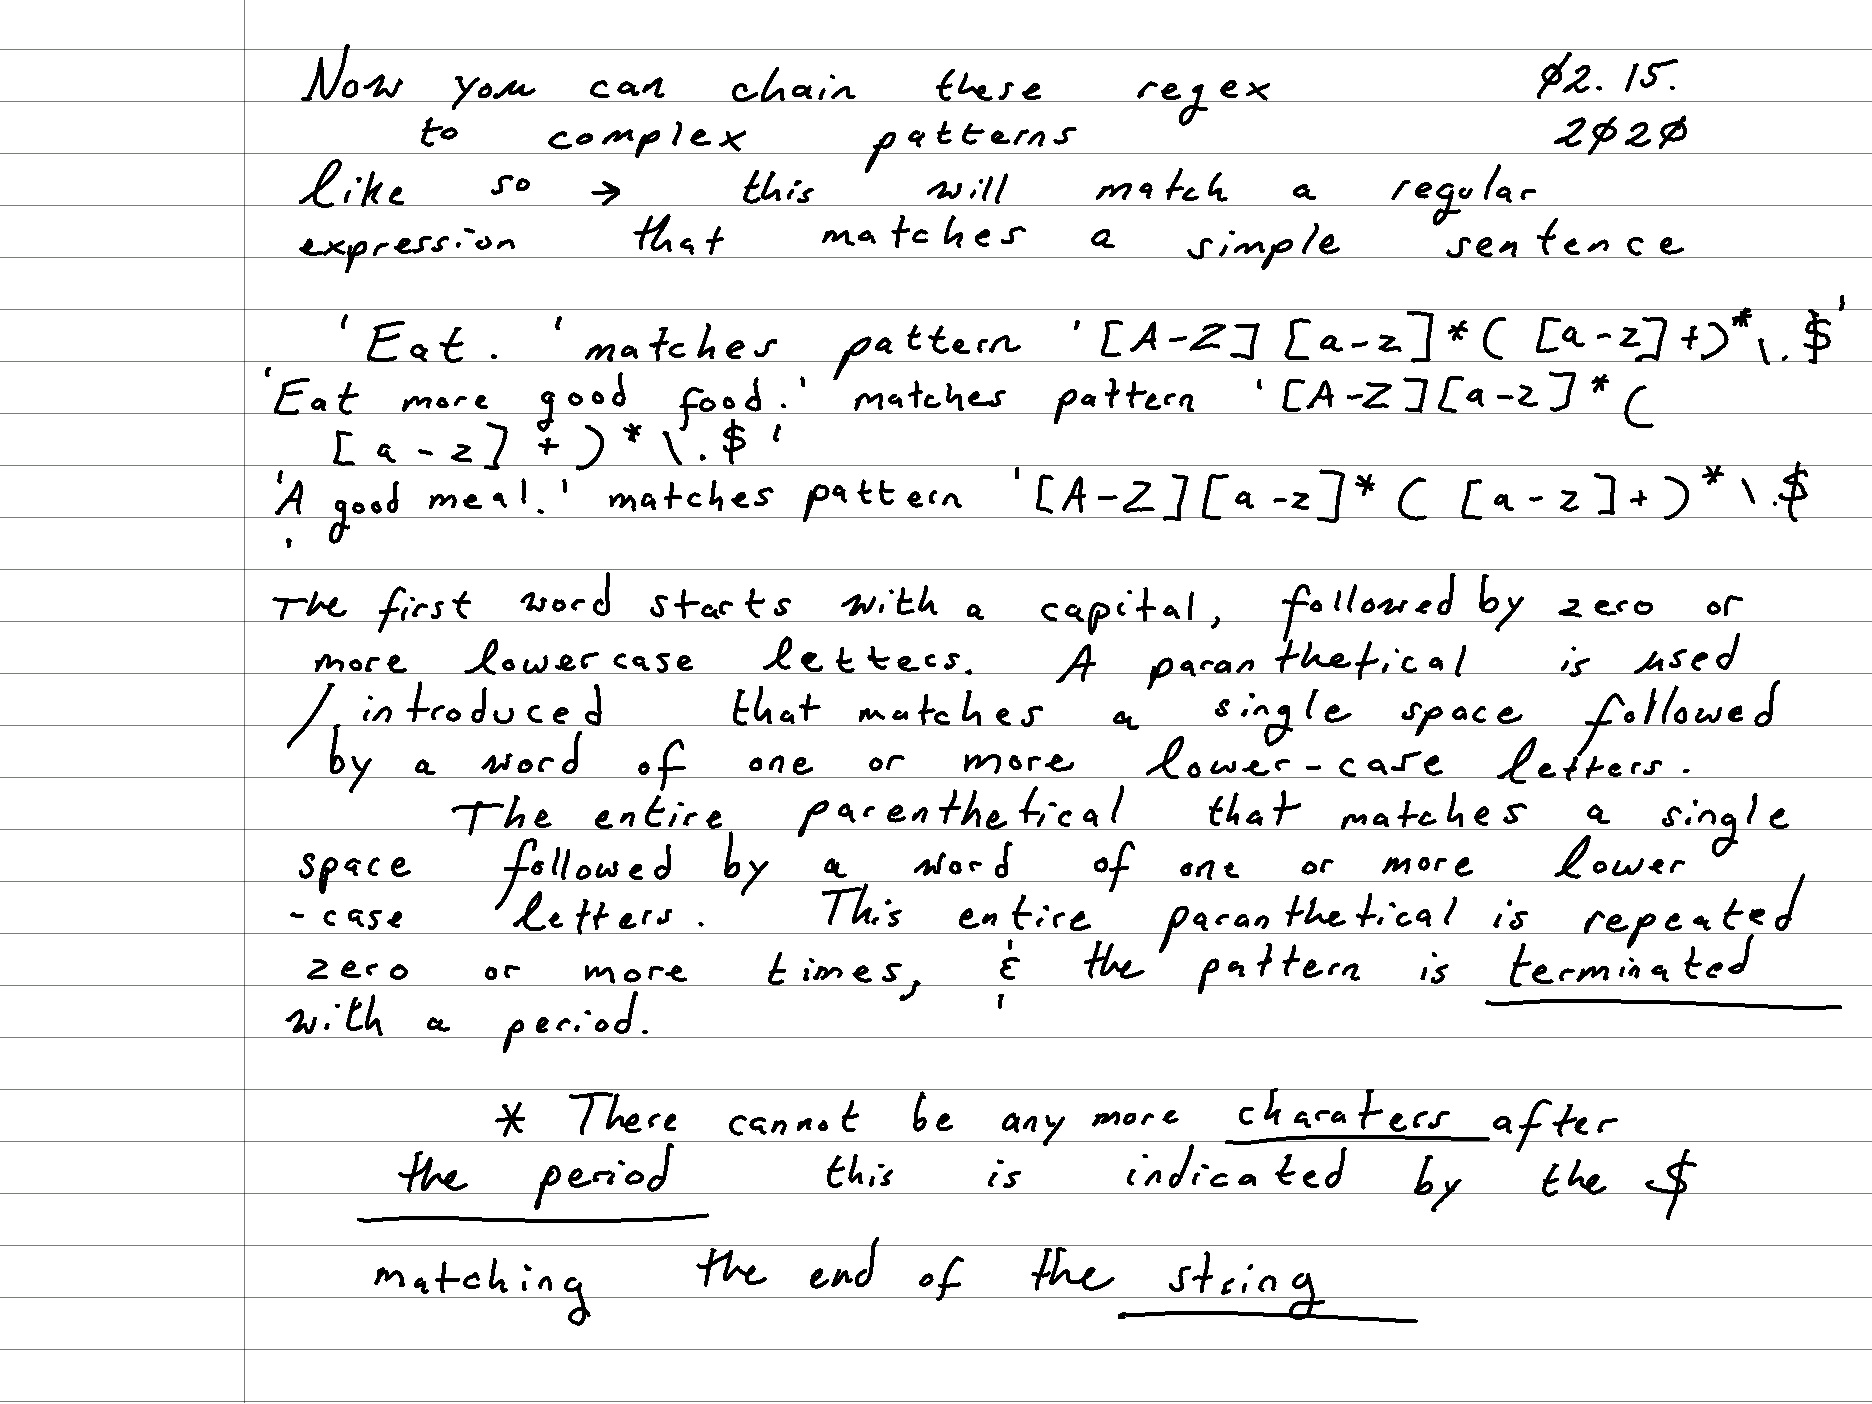 Now you can chain these regex 02.15.
to complex patterns 2020
like so → this will match a regular
expression that matches a simple sentence
'Eat. ' matches pattern '[A-Z][a-z]*( [a-z]+)*\.$'
'Eat more good food.' matches pattern '[A-Z][a-z]*(
[a-z]+)*\.$'
'A good meal.' matches pattern '[A-Z][a-z]*( [a-z]+)*\.$
'
The first word starts with a capital, followed by zero or
more lowercase letters. A paranthetical is used
/introduced that matches a single space followed
by a word of one or more lower-case letters.
The entire parenthetical that matches a single
space followed by a word of one or more lower
-case letters. This entire paranthetical is repeated
zero or more times, & the pattern is terminated
with a period.
* There cannot be any more charaters after
the period this is indicated by the $
matching the end of the string